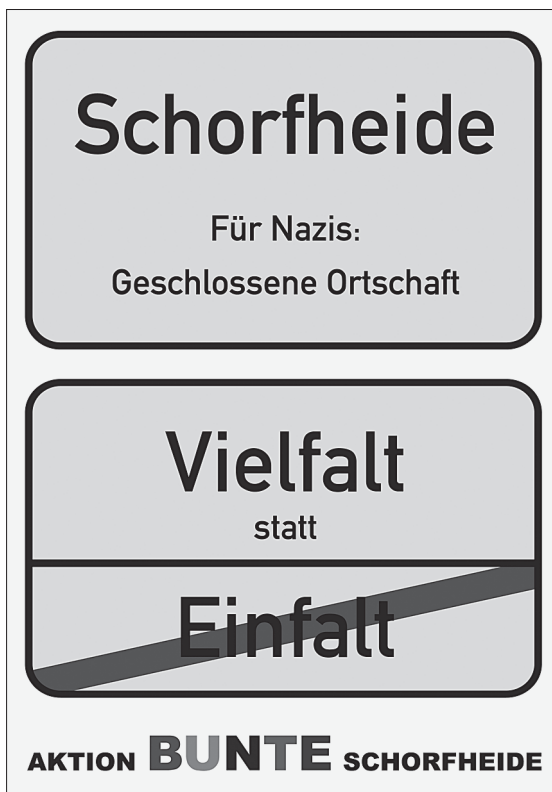 Schorfheide
Für Nazis:
Geschlossene Ortschaft
Vielfalt
statt
Einfalt
AKTION BUNTE SCHORFHEIDE